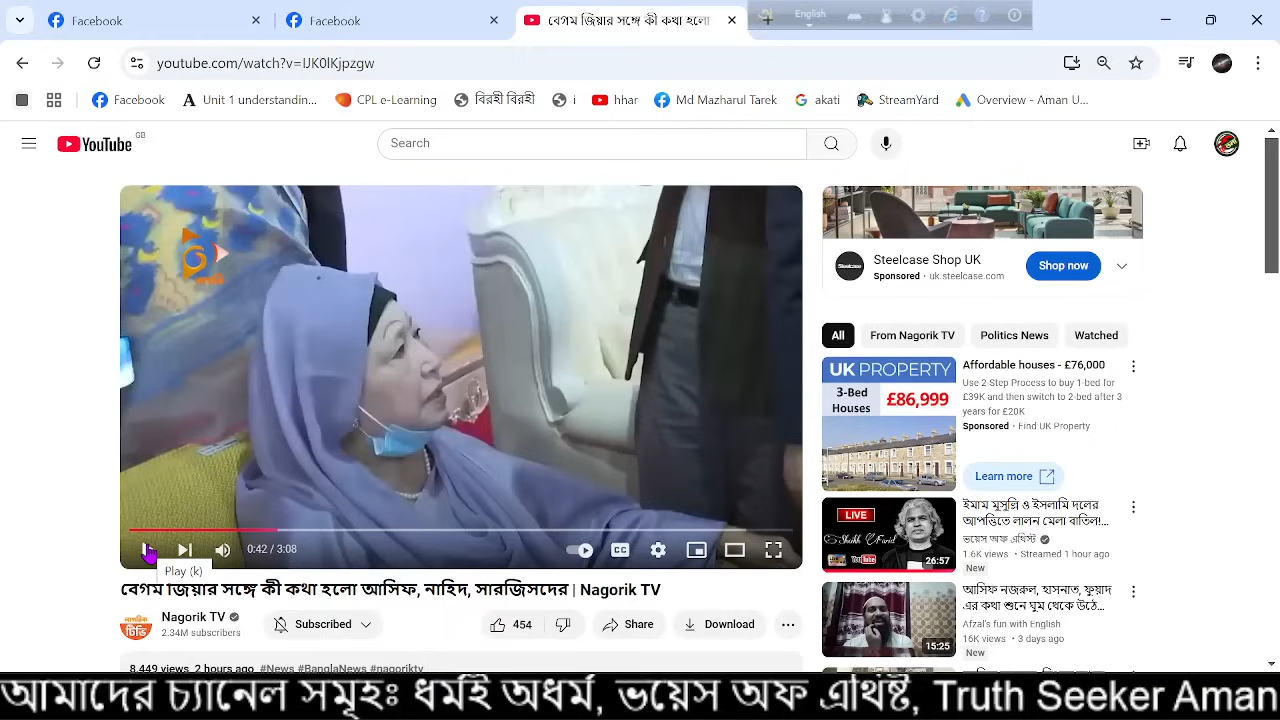 Facebook
Facebook
বেগম জিয়ার সঙ্গে কী কথা হলো
English
youtube.com/watch?v=IJK0lKjpzgw
Facebook
Unit 1 understandin...
CPL e-Learning
বিরহী বিরহী
i
hhar
Md Mazharul Tarek
akati
StreamYard
Overview - Aman U...
YouTube GB
Search
Steelcase Shop UK
Sponsored · uk.steelcase.com
Shop now
All
From Nagorik TV
Politics News
Watched
UK PROPERTY
3-Bed
Houses
£86,999
Affordable houses - £76,000
Use 2-Step Process to buy 1-bed for
£39K and then switch to 2-bed after 3
years for £20K
Sponsored · Find UK Property
Learn more
LIVE
26:57
ইমাম মুসুল্লি ও ইসলামি দলের
আপত্তিতে লালন মেলা বাতিল!...
ভয়েস অফ এথিস্ট
1.6K views · Streamed 1 hour ago
New
15:25
আসিফ নজরুল, হাসনাত, ফুয়াদ
এর কথা শুনে ঘুম থেকে উঠে...
Afzal's fun with English
16K views · 3 days ago
New
0:42 / 3:08
CC
Play (k)
বেগম জিয়ার সঙ্গে কী কথা হলো আসিফ, নাহিদ, সারজিসদের | Nagorik TV
নাগরিক
টিভি
Nagorik TV
2.34M subscribers
Subscribed
454
Share
Download
8,449 views 2 hours ago #News #BanglaNews #nagoriktv
আমাদের চ্যানেল সমূহঃ ধর্মই অধর্ম, ভয়েস অফ এথিষ্ট, Truth Seeker Aman